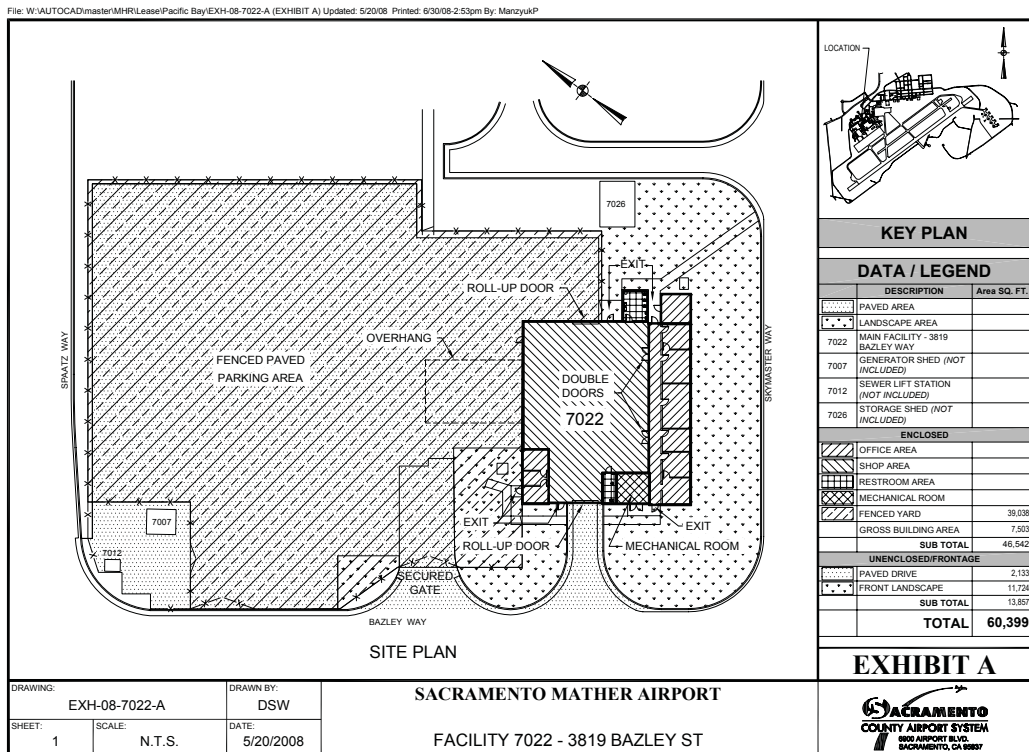 File: W:\AUTOCAD\master\MHR\Lease\Pacific Bay\EXH-08-7022-A (EXHIBIT A) Updated: 5/20/08 Printed: 6/30/08-2:53pm By: ManzyukP
LOCATION
7026
EXIT
ROLL-UP DOOR
OVERHANG
FENCED PAVED
PARKING AREA
DOUBLE
DOORS
7022
SPAATZ WAY
SKYMASTER WAY
7007
7012
EXIT
ROLL-UP DOOR
EXIT
MECHANICAL ROOM
SECURED
GATE
BAZLEY WAY
SITE PLAN
KEY PLAN
DATA / LEGEND
DESCRIPTION Area SQ. FT.
PAVED AREA
LANDSCAPE AREA
7022 MAIN FACILITY - 3819
BAZLEY WAY
7007 GENERATOR SHED (NOT
INCLUDED)
7012 SEWER LIFT STATION
(NOT INCLUDED)
7026 STORAGE SHED (NOT
INCLUDED)
ENCLOSED
OFFICE AREA
SHOP AREA
RESTROOM AREA
MECHANICAL ROOM
FENCED YARD 39,038
GROSS BUILDING AREA 7,503
SUB TOTAL 46,542
UNENCLOSED/FRONTAGE
PAVED DRIVE 2,133
FRONT LANDSCAPE 11,724
SUB TOTAL 13,857
TOTAL 60,399
EXHIBIT A
DRAWING:
EXH-08-7022-A
DRAWN BY:
DSW
SHEET:
1
SCALE:
N.T.S.
DATE:
5/20/2008
SACRAMENTO MATHER AIRPORT
FACILITY 7022 - 3819 BAZLEY ST
SACRAMENTO
COUNTY AIRPORT SYSTEM
6900 AIRPORT BLVD.
SACRAMENTO, CA 95837